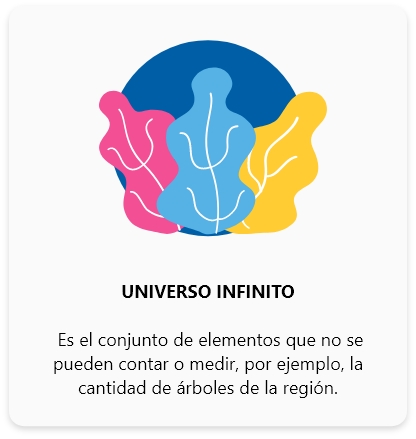 UNIVERSO INFINITO
Es el conjunto de elementos que no se
pueden contar o medir, por ejemplo, la
cantidad de árboles de la región.